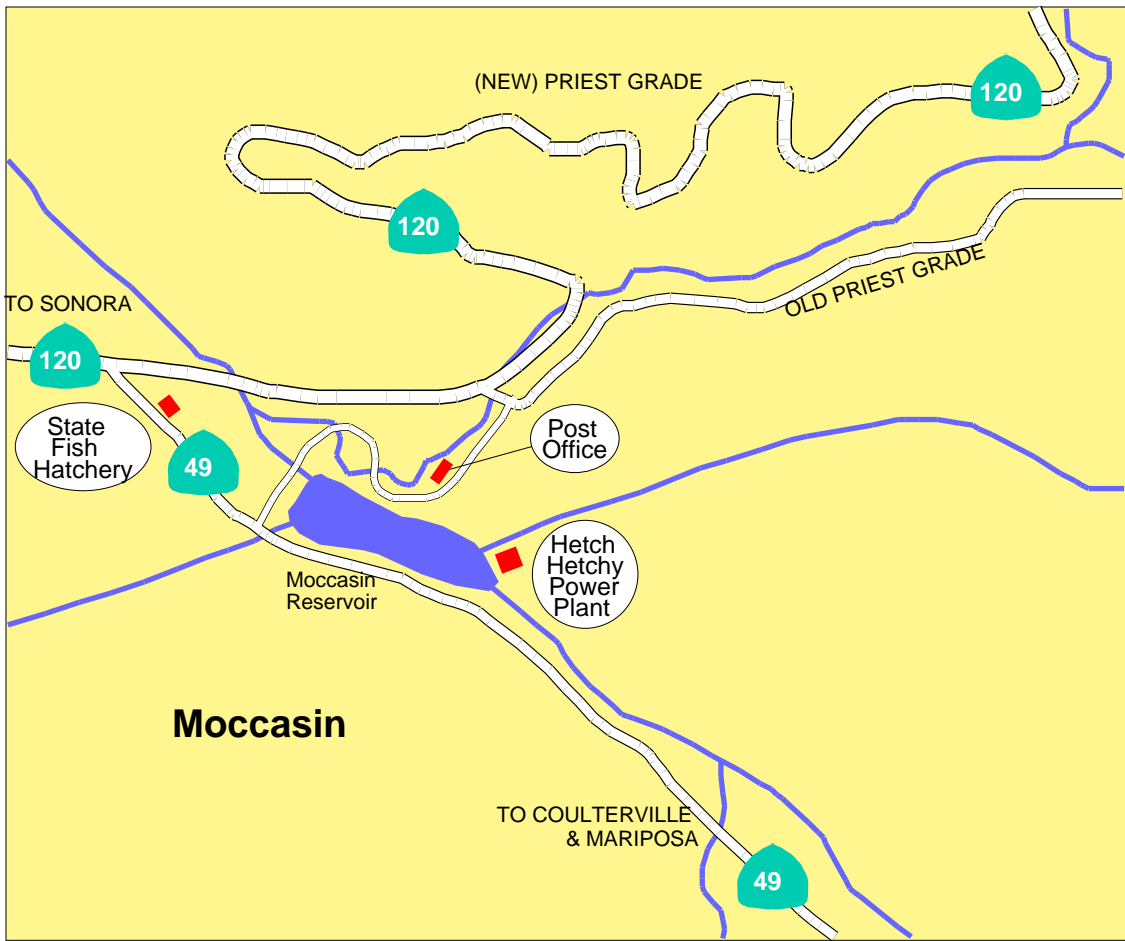 (NEW) PRIEST GRADE
120
120
OLD PRIEST GRADE
TO SONORA
120
State
Fish
Hatchery
49
Post
Office
Hetch
Hetchy
Power
Plant
Moccasin
Reservoir
Moccasin
TO COULTERVILLE
& MARIPOSA
49